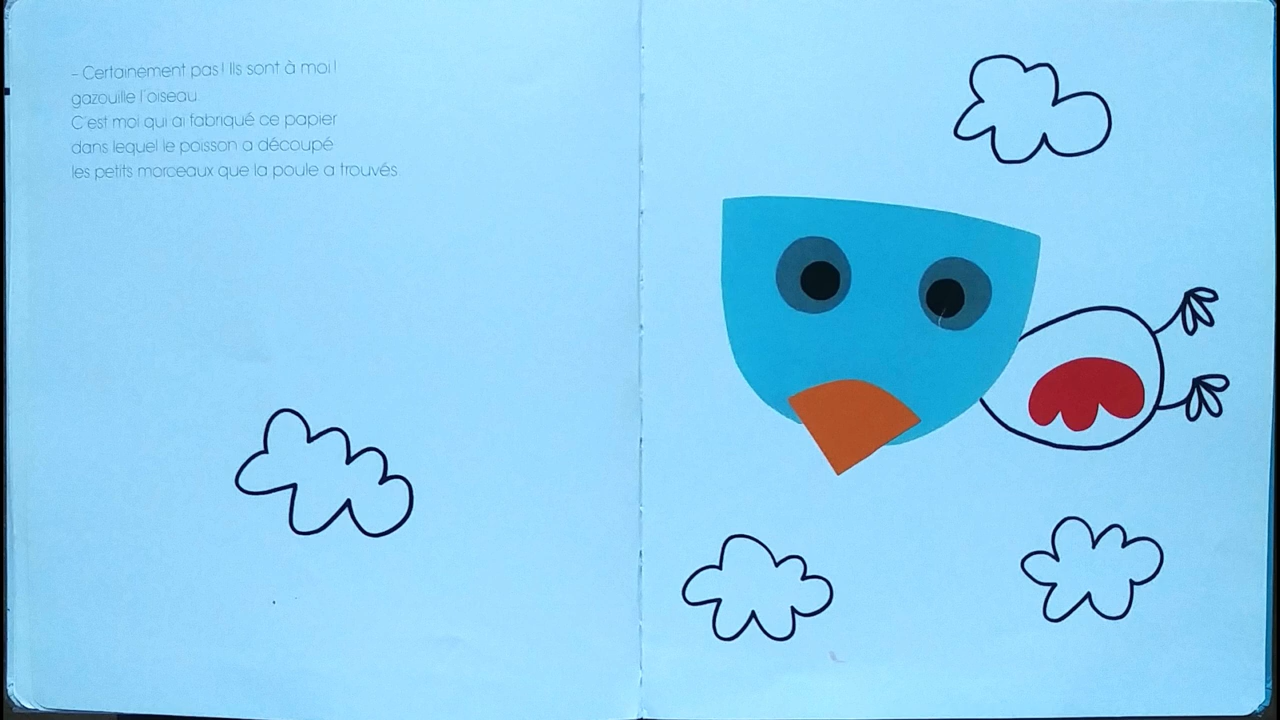 - Certainement pas ! Ils sont à moi !
gazouille l'oiseau.
C'est moi qui ai fabriqué ce papier
dans lequel le poisson a découpé
les petits morceaux que la poule a trouvés.